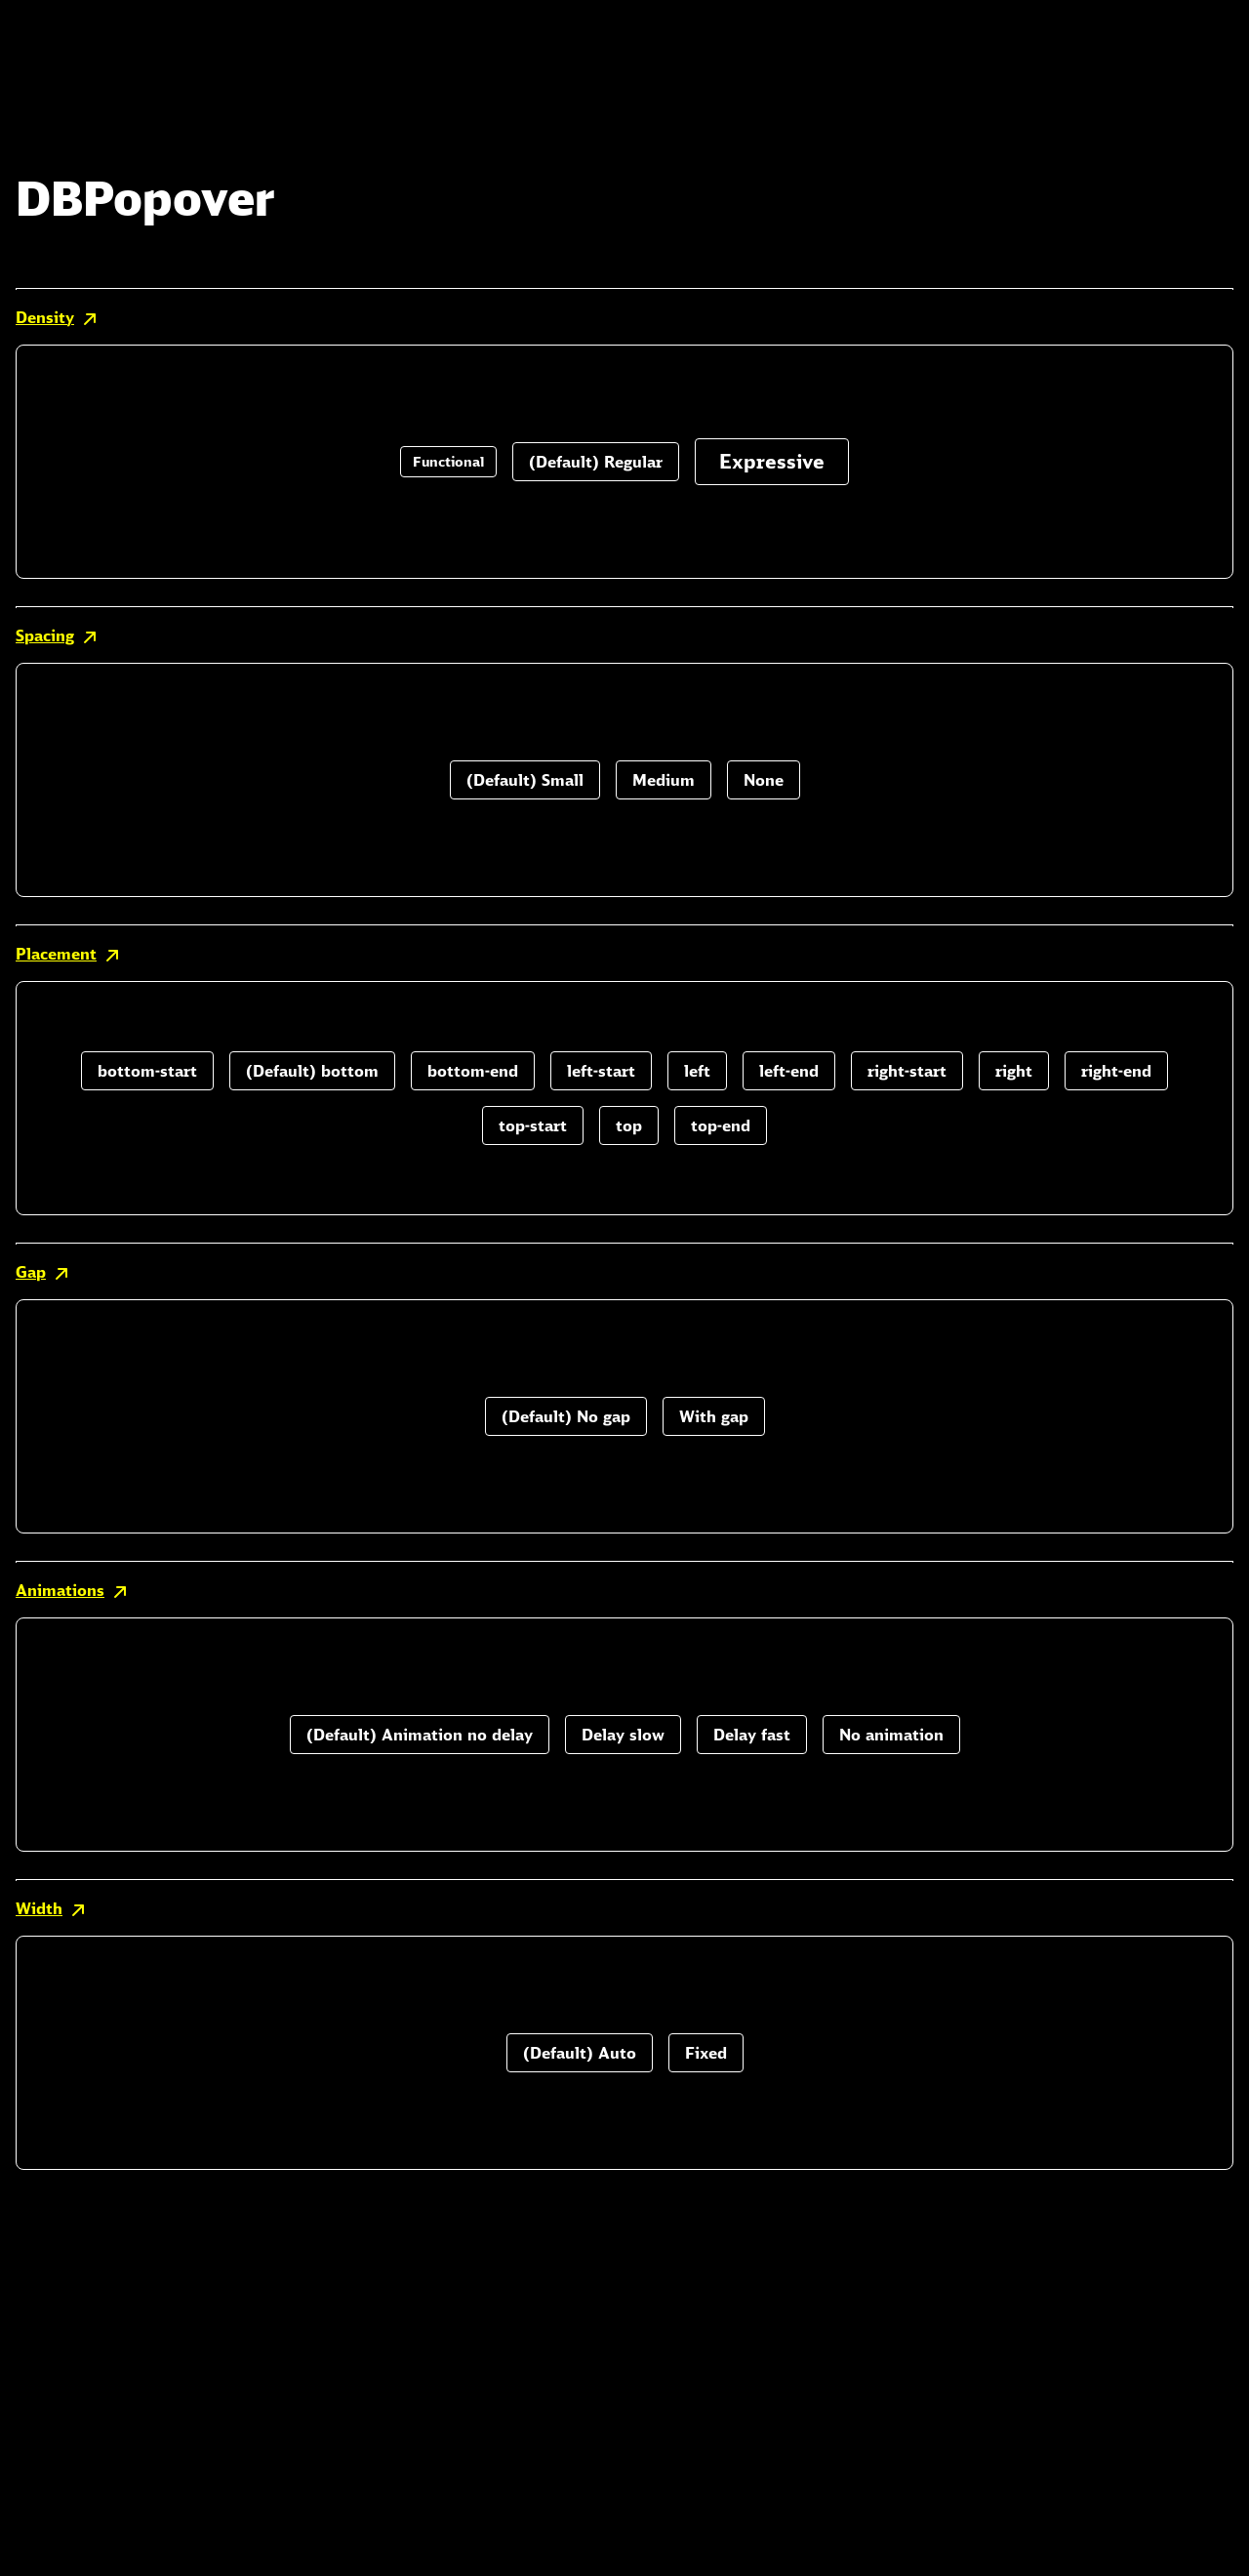 DBPopover
Density
Functional (Default) Regular Expressive
Spacing
(Default) Small Medium None
Placement
bottom-start (Default) bottom bottom-end left-start left left-end right-start right right-end
top-start top top-end
Gap
(Default) No gap With gap
Animations
(Default) Animation no delay Delay slow Delay fast No animation
Width
(Default) Auto Fixed